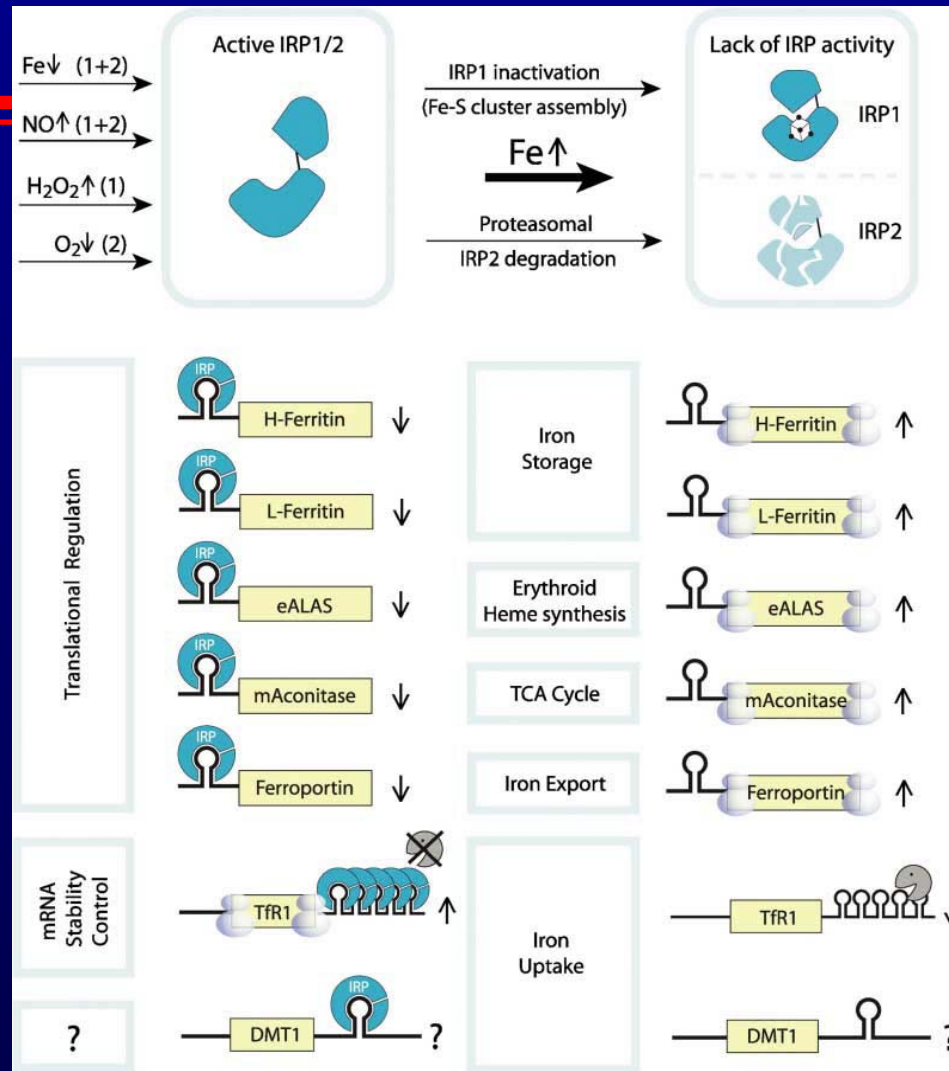 Active IRP1/2
Lack of IRP activity
Fe↓ (1+2)
NO↑ (1+2)
H₂O₂↑ (1)
O₂↓ (2)
IRP1 inactivation
(Fe-S cluster assembly)
Fe↑
Proteasomal
IRP2 degradation
IRP1
IRP2
Translational Regulation
IRP
H-Ferritin ↓
IRP
L-Ferritin ↓
IRP
eALAS ↓
IRP
mAconitase ↓
IRP
Ferroportin ↓
Iron
Storage
Erythroid
Heme synthesis
TCA Cycle
Iron Export
H-Ferritin ↑
L-Ferritin ↑
eALAS ↑
mAconitase ↑
Ferroportin ↑
mRNA
Stability
Control
TfR1 ↑
Iron
Uptake
TfR1
?
IRP
DMT1 ?
DMT1 ?